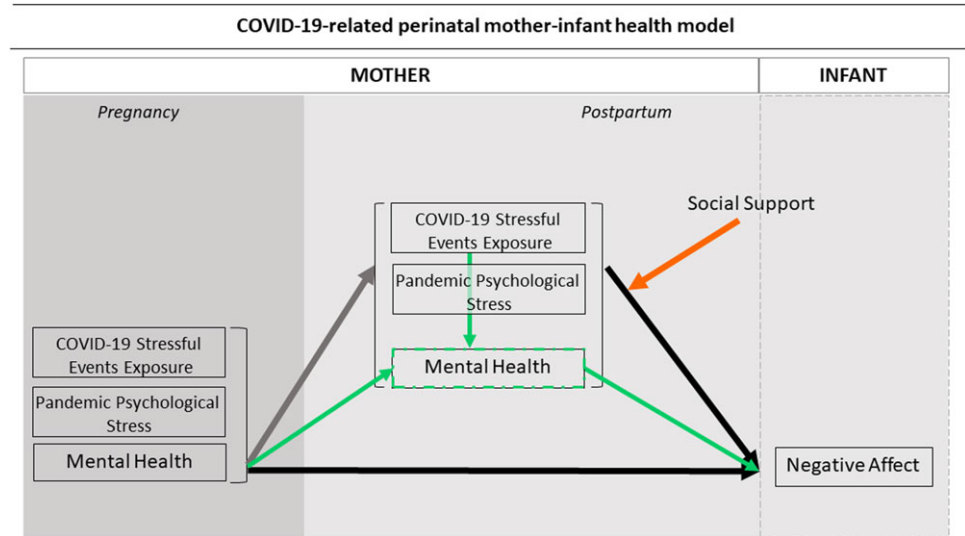 COVID-19-related perinatal mother-infant health model
MOTHER
INFANT
Pregnancy
Postpartum
Social Support
COVID-19 Stressful
Events Exposure
Pandemic Psychological
Stress
Mental Health
COVID-19 Stressful
Events Exposure
Pandemic Psychological
Stress
Mental Health
Negative Affect